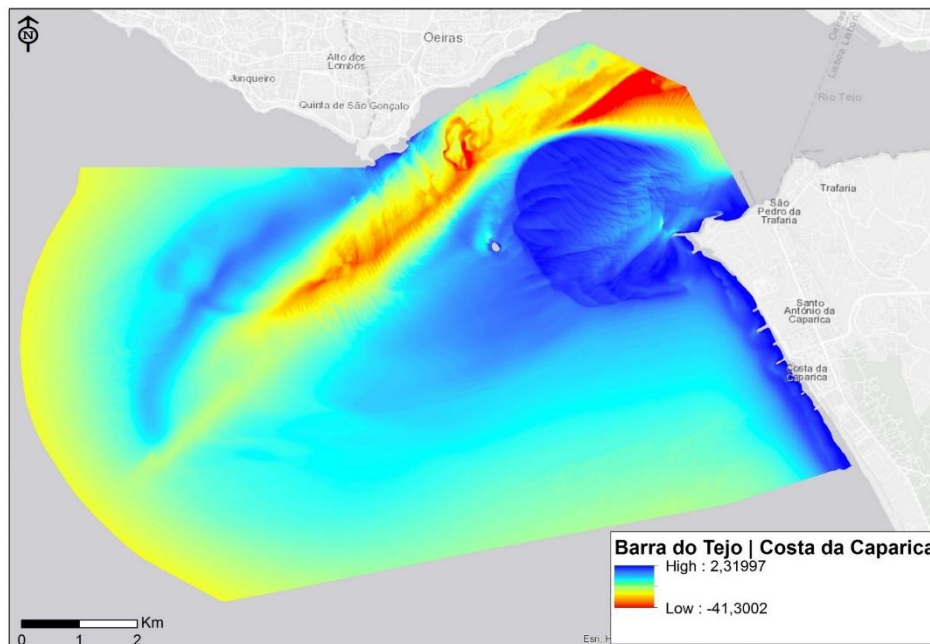 N
Oeiras
Alto dos
Lombos
Junqueiro
Quinta de São Gonçalo
Oeiras
Lisboa
Rio Tejo
Trafaria
São
Pedro da
Trafaria
Santo
António da
Caparica
Costa da
Caparica
Barra do Tejo | Costa da Caparica
High : 2,31997
Low : -41,3002
Km
0 1 2
Esri, H